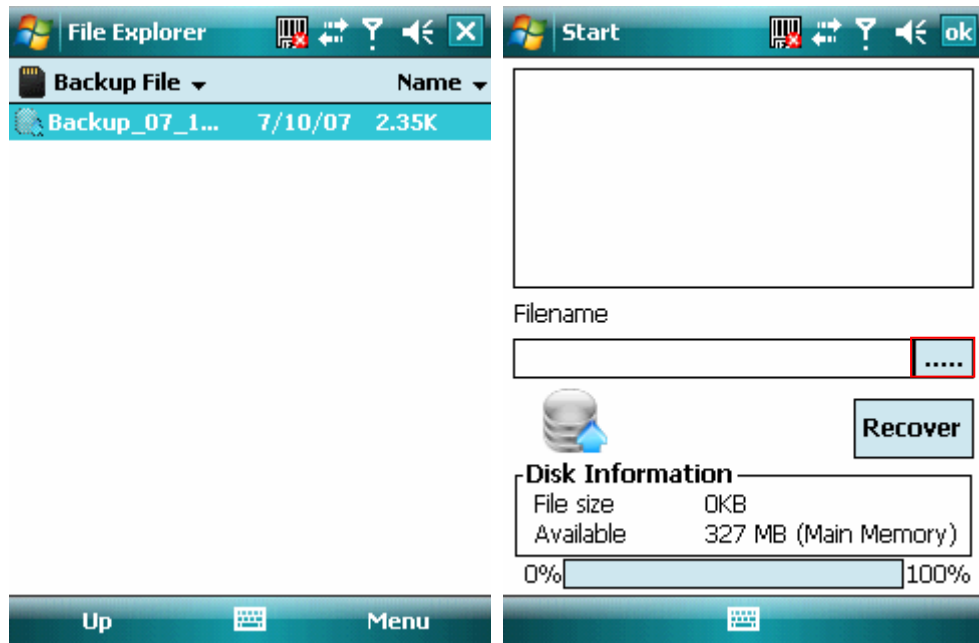 File Explorer
Backup File
Name
Backup_07_1... 7/10/07 2.35K
Up
Menu
Start
ok
Filename
.....
Recover
Disk Information
File size 0KB
Available 327 MB (Main Memory)
0% 100%